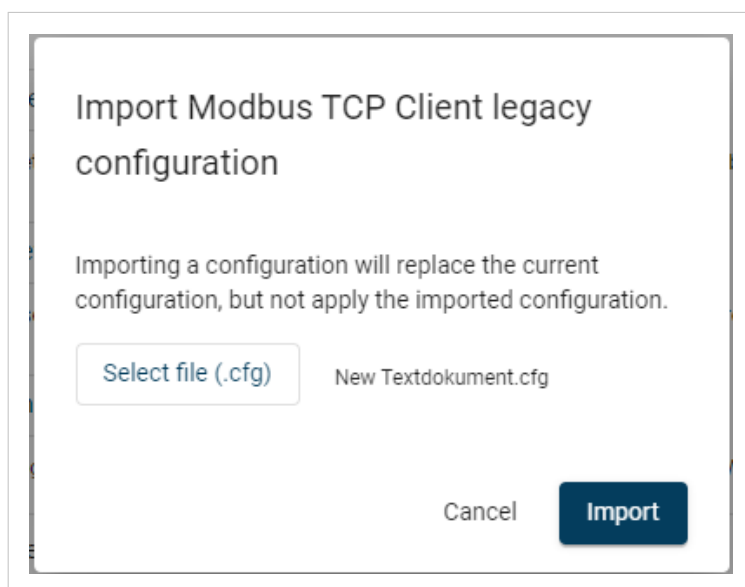 Import Modbus TCP Client legacy
configuration
Importing a configuration will replace the current
configuration, but not apply the imported configuration.
Select file (.cfg) New Textdokument.cfg
Cancel Import